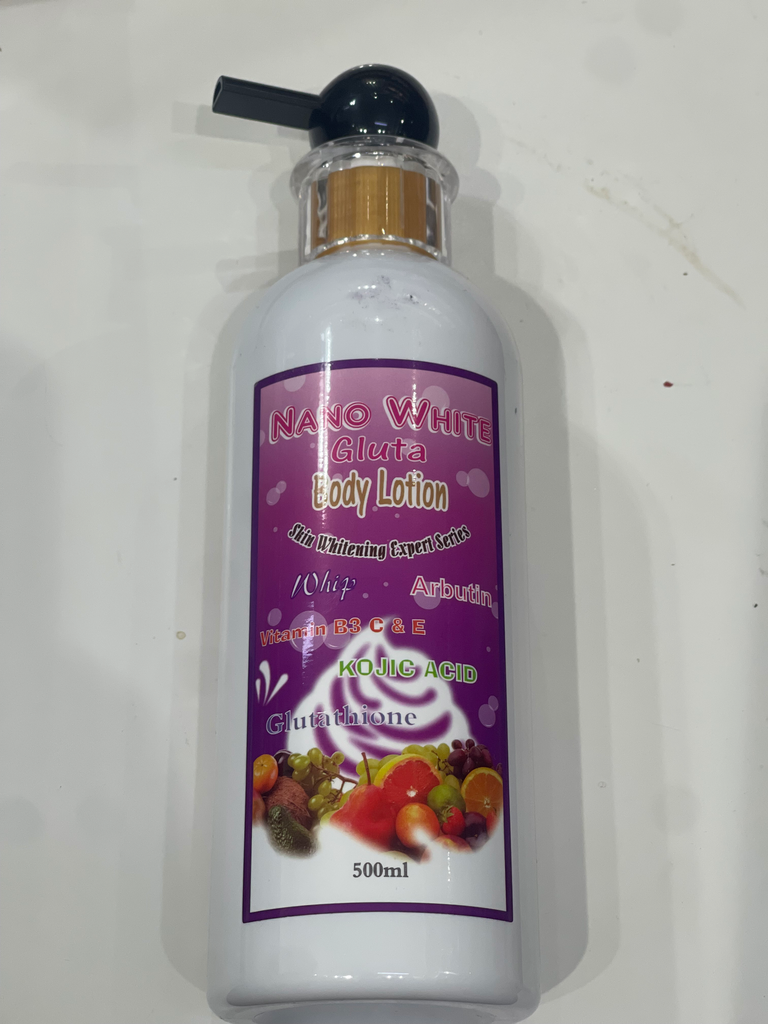 NANO WHITE
Gluta
Body Lotion
Skin Whitening Expert Series
Whip
Arbutin
Vitamin B3 C & E
KOJIC ACID
Glutathione
500ml